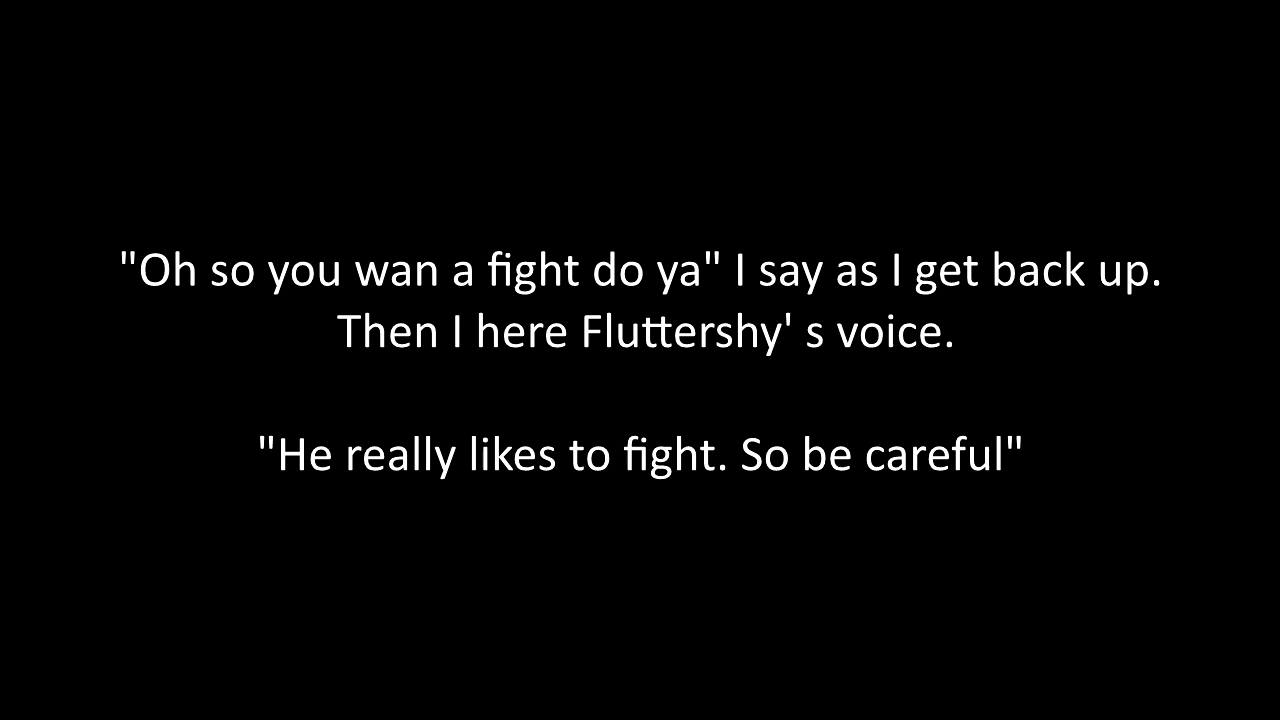 "Oh so you wan a fight do ya" I say as I get back up.
Then I here Fluttershy' s voice.
"He really likes to fight. So be careful"